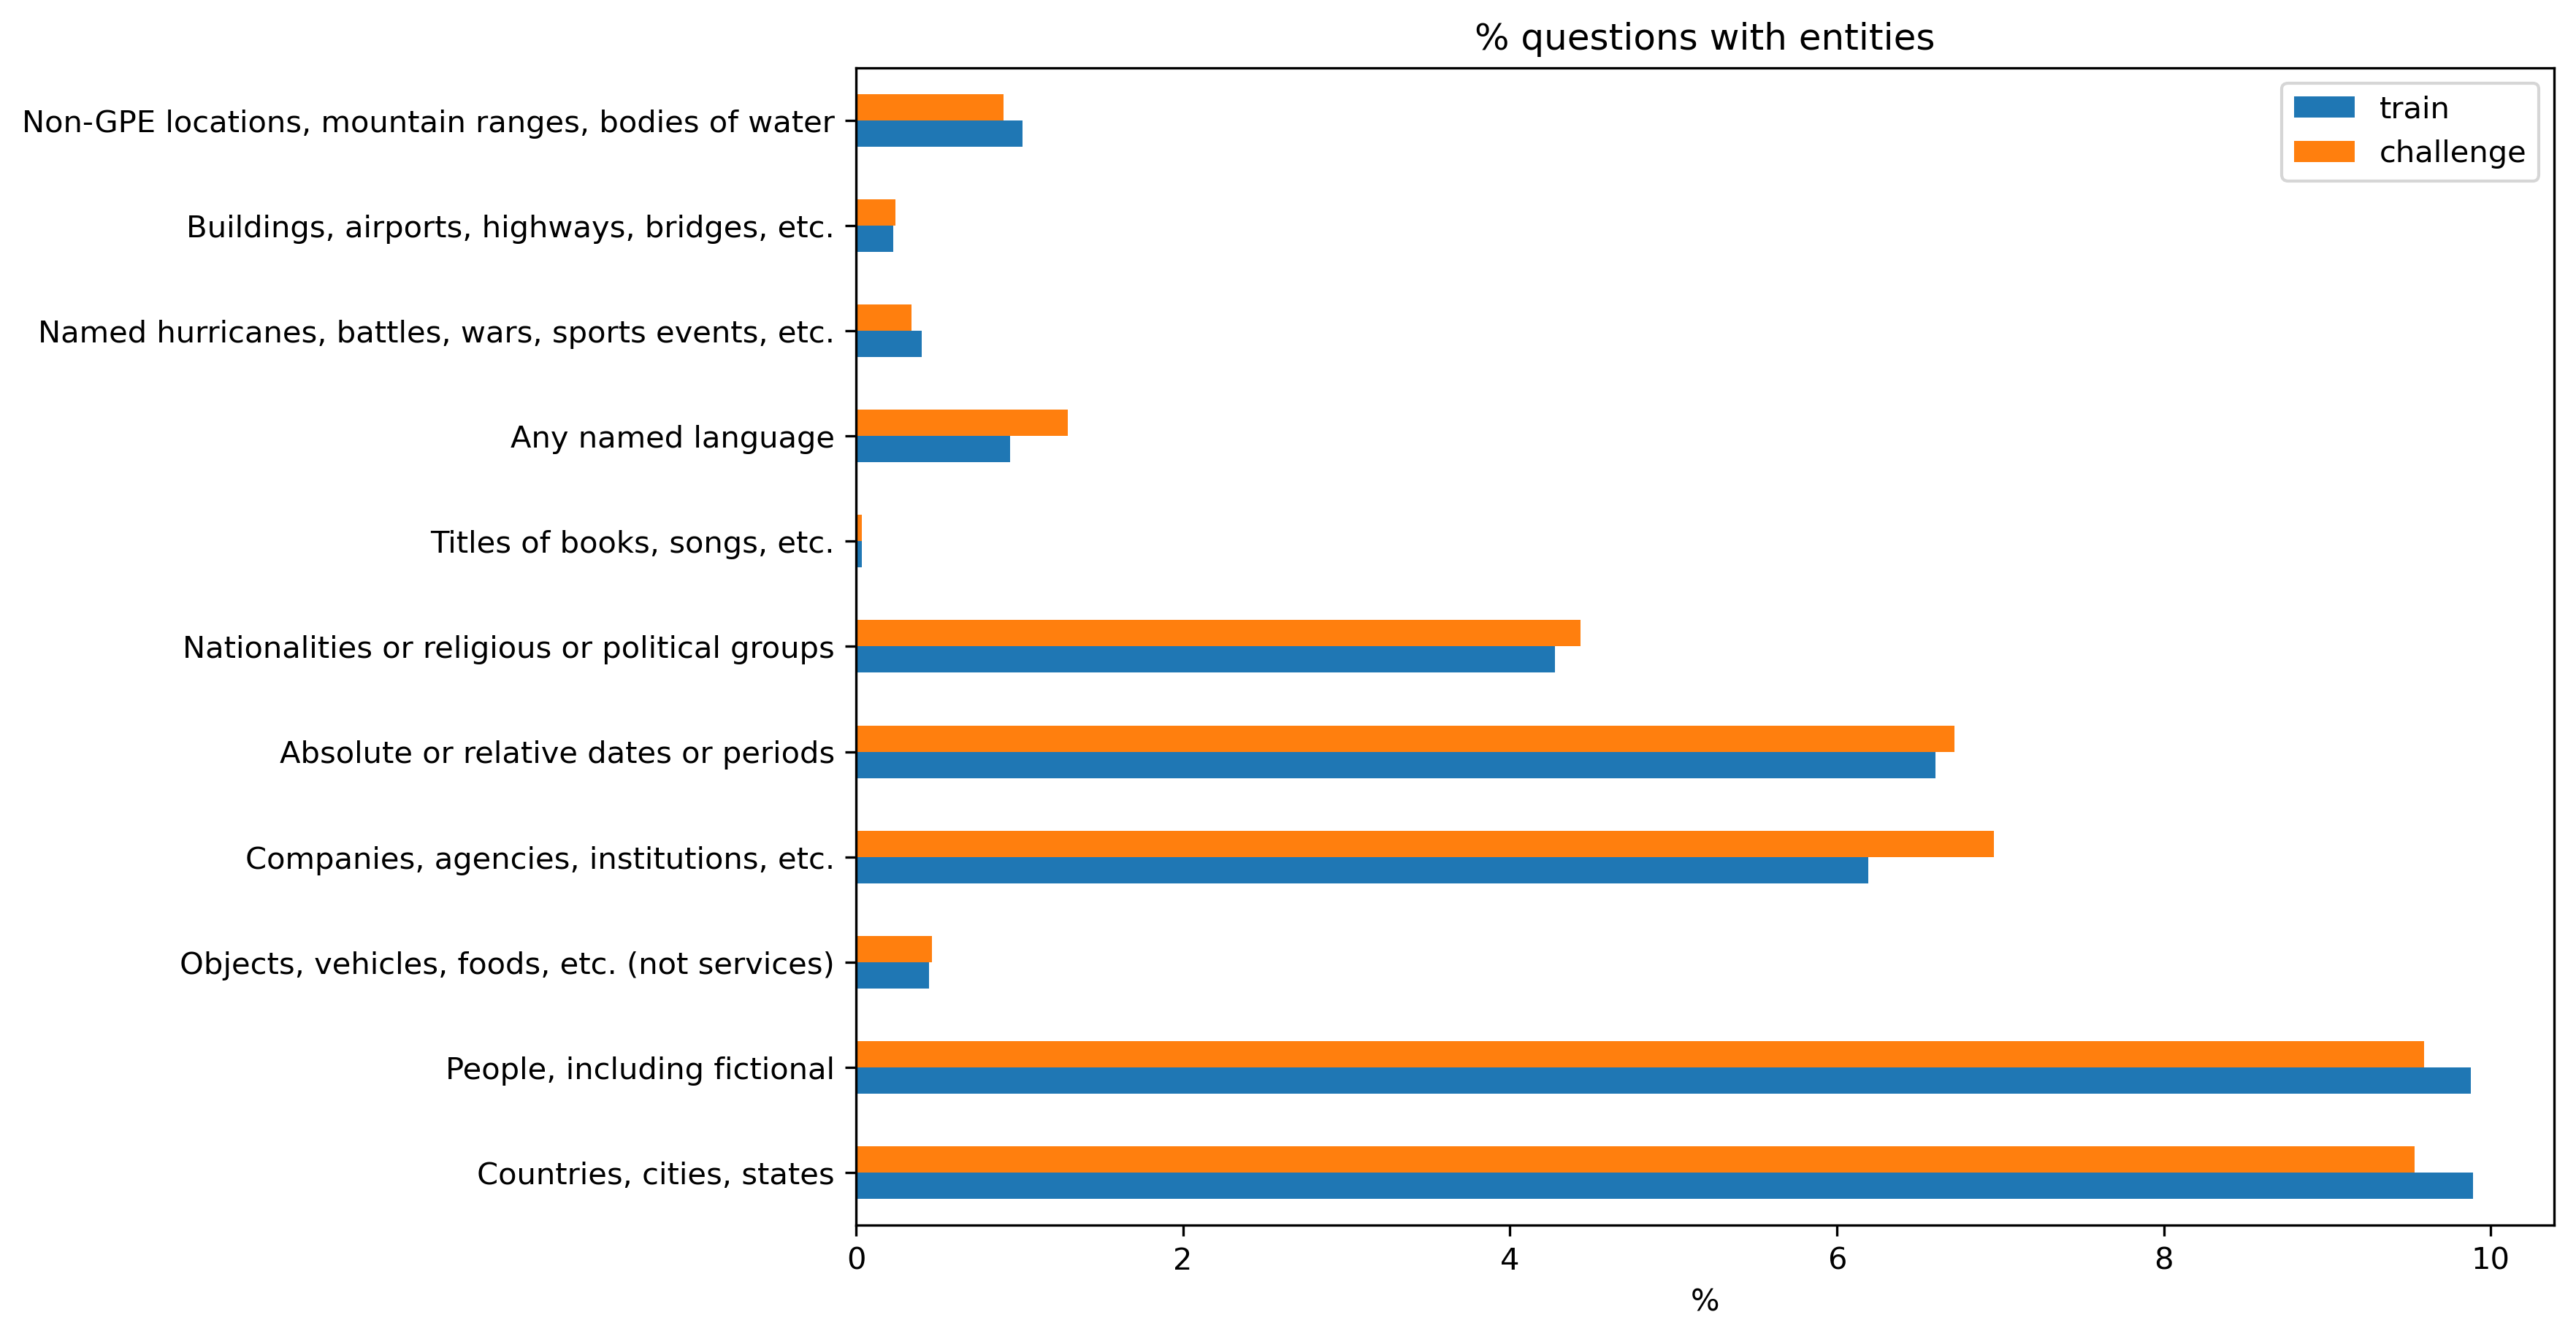 % questions with entities
train
challenge
Non-GPE locations, mountain ranges, bodies of water
Buildings, airports, highways, bridges, etc.
Named hurricanes, battles, wars, sports events, etc.
Any named language
Titles of books, songs, etc.
Nationalities or religious or political groups
Absolute or relative dates or periods
Companies, agencies, institutions, etc.
Objects, vehicles, foods, etc. (not services)
People, including fictional
Countries, cities, states
0 2 4 6 8 10
%